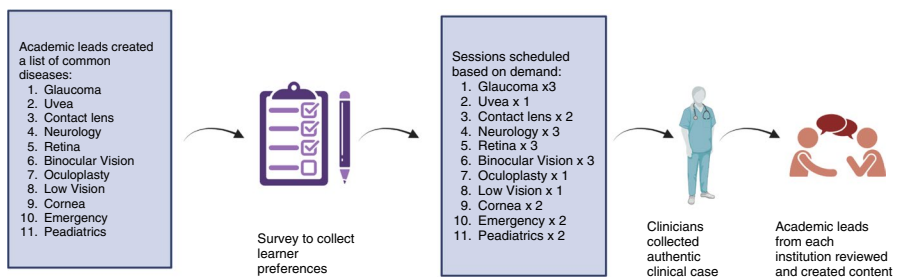 Academic leads created
a list of common
diseases:
1. Glaucoma
2. Uvea
3. Contact lens
4. Neurology
5. Retina
6. Binocular Vision
7. Oculoplasty
8. Low Vision
9. Cornea
10. Emergency
11. Peadiatrics
Survey to collect
learner
preferences
Sessions scheduled
based on demand:
1. Glaucoma x3
2. Uvea x 1
3. Contact lens x 2
4. Neurology x 3
5. Retina x 3
6. Binocular Vision x 3
7. Oculoplasty x 1
8. Low Vision x 1
9. Cornea x 2
10. Emergency x 2
11. Peadiatrics x 2
Clinicians
collected
authentic
clinical case
Academic leads
from each
institution reviewed
and created content